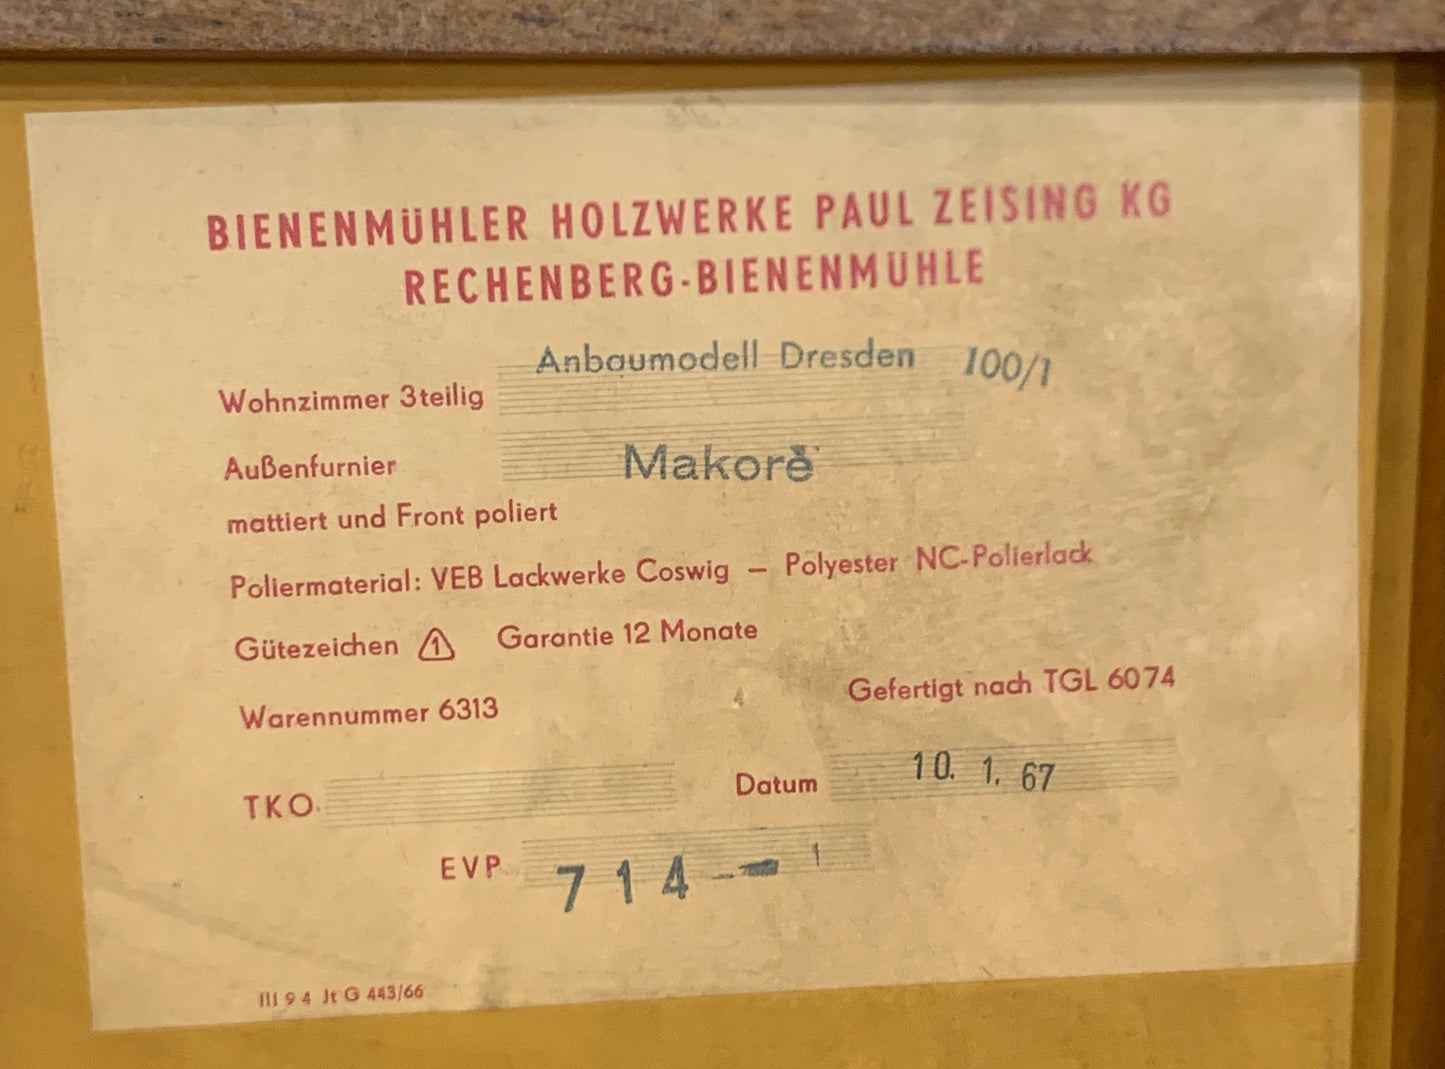 BIENENMÜHLER HOLZWERKE PAUL ZEISING KG
RECHENBERG-BIENENMÜHLE
Wohnzimmer 3teilig Anbaumodell Dresden 100/1
Außenfurnier Makorè
mattiert und Front poliert
Poliermaterial: VEB Lackwerke Coswig — Polyester NC-Polierlack
Gütezeichen 1 Garantie 12 Monate
Warennummer 6313 Gefertigt nach TGL 6074
TKO Datum 10. 1. 67
EVP 714-- 1
III 9 4 Jt G 443/66